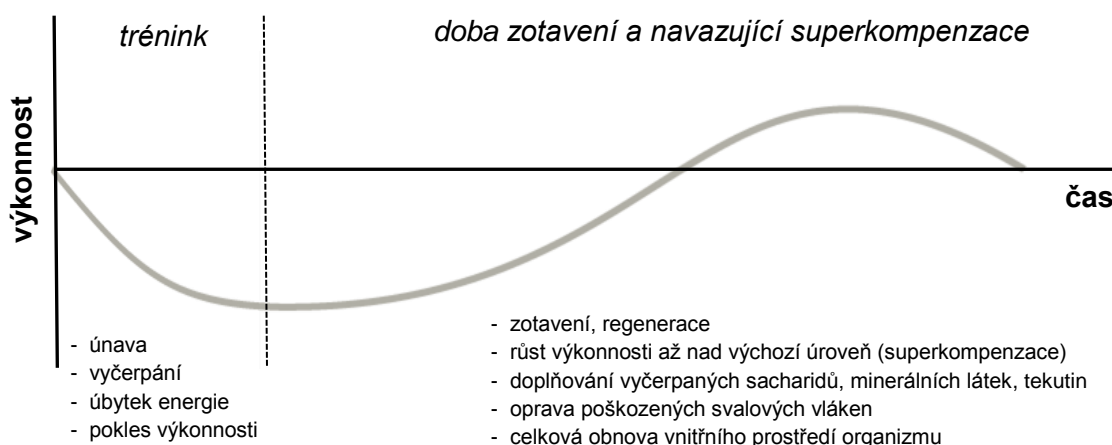 trénink
doba zotavení a navazující superkompenzace
výkonnost
čas
- únava
- vyčerpání
- úbytek energie
- pokles výkonnosti
- zotavení, regenerace
- růst výkonnosti až nad výchozí úroveň (superkompenzace)
- doplňování vyčerpaných sacharidů, minerálních látek, tekutin
- oprava poškozených svalových vláken
- celková obnova vnitřního prostředí organizmu